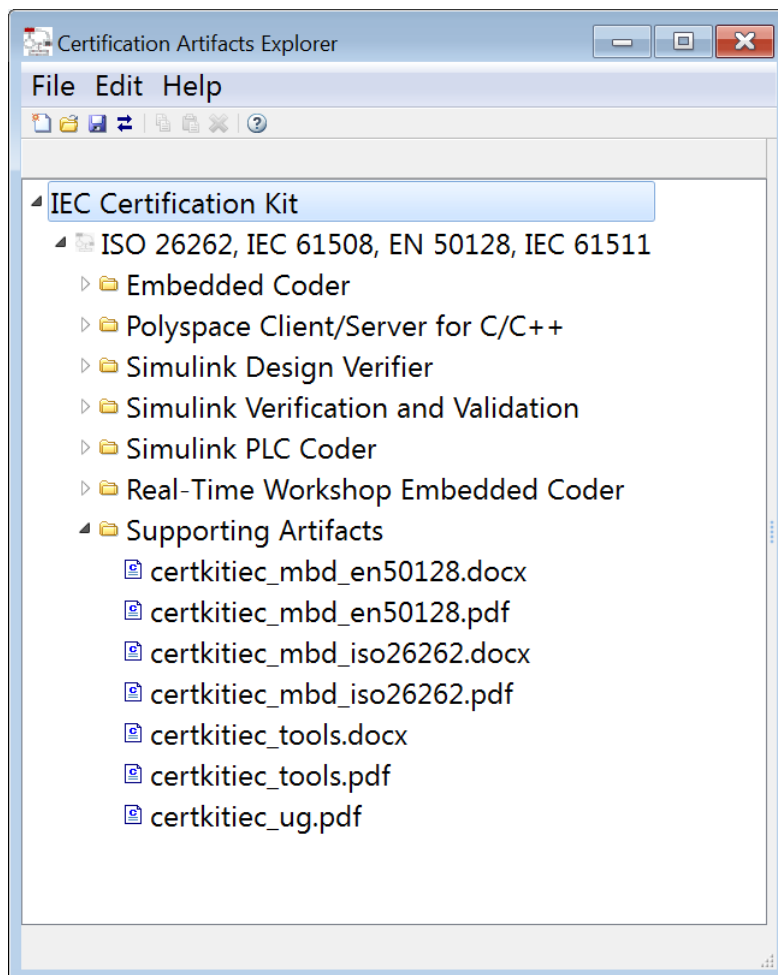 Certification Artifacts Explorer
File Edit Help
IEC Certification Kit
ISO 26262, IEC 61508, EN 50128, IEC 61511
Embedded Coder
Polyspace Client/Server for C/C++
Simulink Design Verifier
Simulink Verification and Validation
Simulink PLC Coder
Real-Time Workshop Embedded Coder
Supporting Artifacts
certkitiec_mbd_en50128.docx
certkitiec_mbd_en50128.pdf
certkitiec_mbd_iso26262.docx
certkitiec_mbd_iso26262.pdf
certkitiec_tools.docx
certkitiec_tools.pdf
certkitiec_ug.pdf